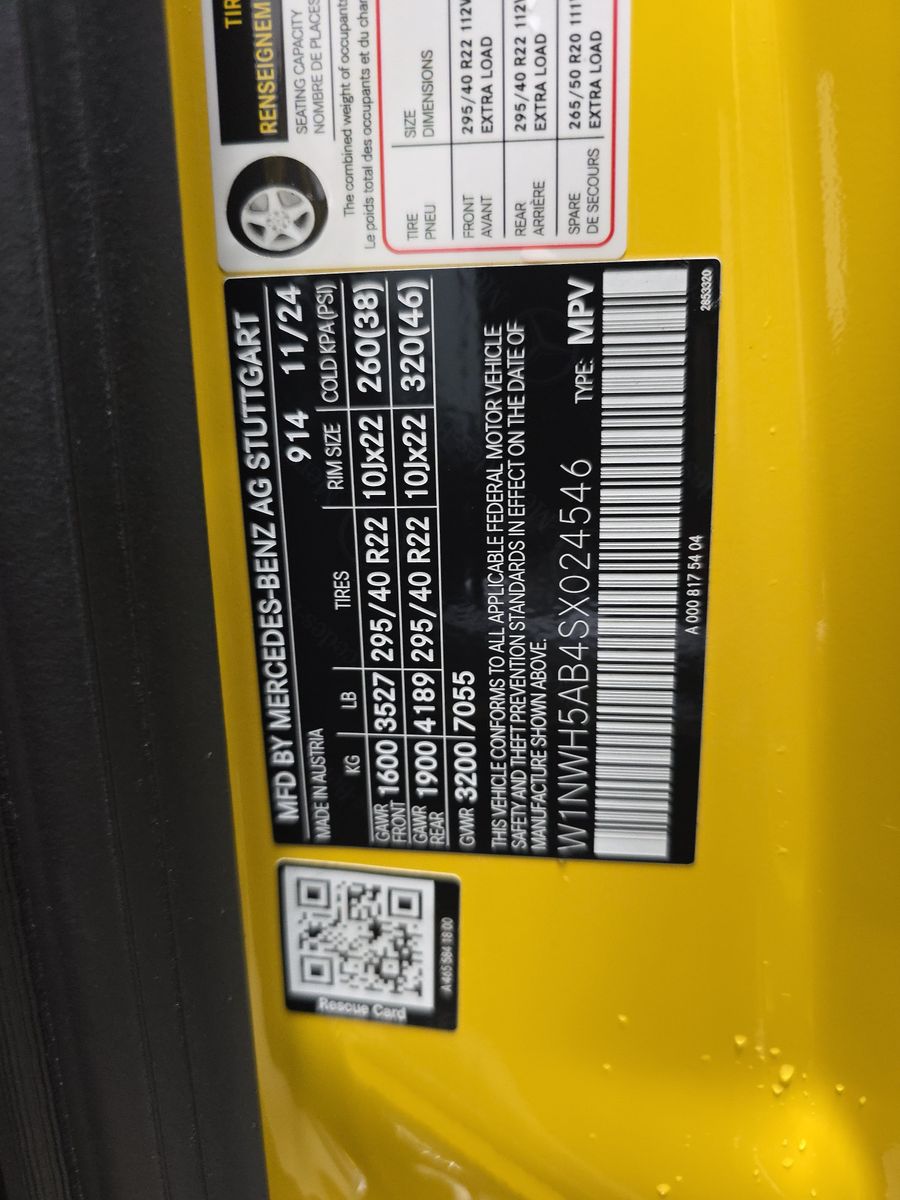 MFD BY MERCEDES-BENZ AG STUTTGART
MADE IN AUSTRIA 914 11/24
KG LB TIRES RIM SIZE COLD KPA(PSI)
GAWR FRONT 1600 3527 295/40 R22 10Jx22 260(38)
GAWR REAR 1900 4189 295/40 R22 10Jx22 320(46)
GVWR 3200 7055
THIS VEHICLE CONFORMS TO ALL APPLICABLE FEDERAL MOTOR VEHICLE
SAFETY AND THEFT PREVENTION STANDARDS IN EFFECT ON THE DATE OF
MANUFACTURE SHOWN ABOVE.
W1NWH5AB4SX024546 TYPE: MPV
A 000 817 54 04
2853320
Rescue Card
A 465 584 18 00
TIR
RENSEIGNEM
SEATING CAPACITY
NOMBRE DE PLACES
The combined weight of occupants
Le poids total des occupants et du char
TIRE SIZE
PNEU DIMENSIONS
FRONT 295/40 R22 112V
AVANT EXTRA LOAD
REAR 295/40 R22 112V
ARRIÈRE EXTRA LOAD
SPARE 265/50 R20 111
DE SECOURS EXTRA LOAD